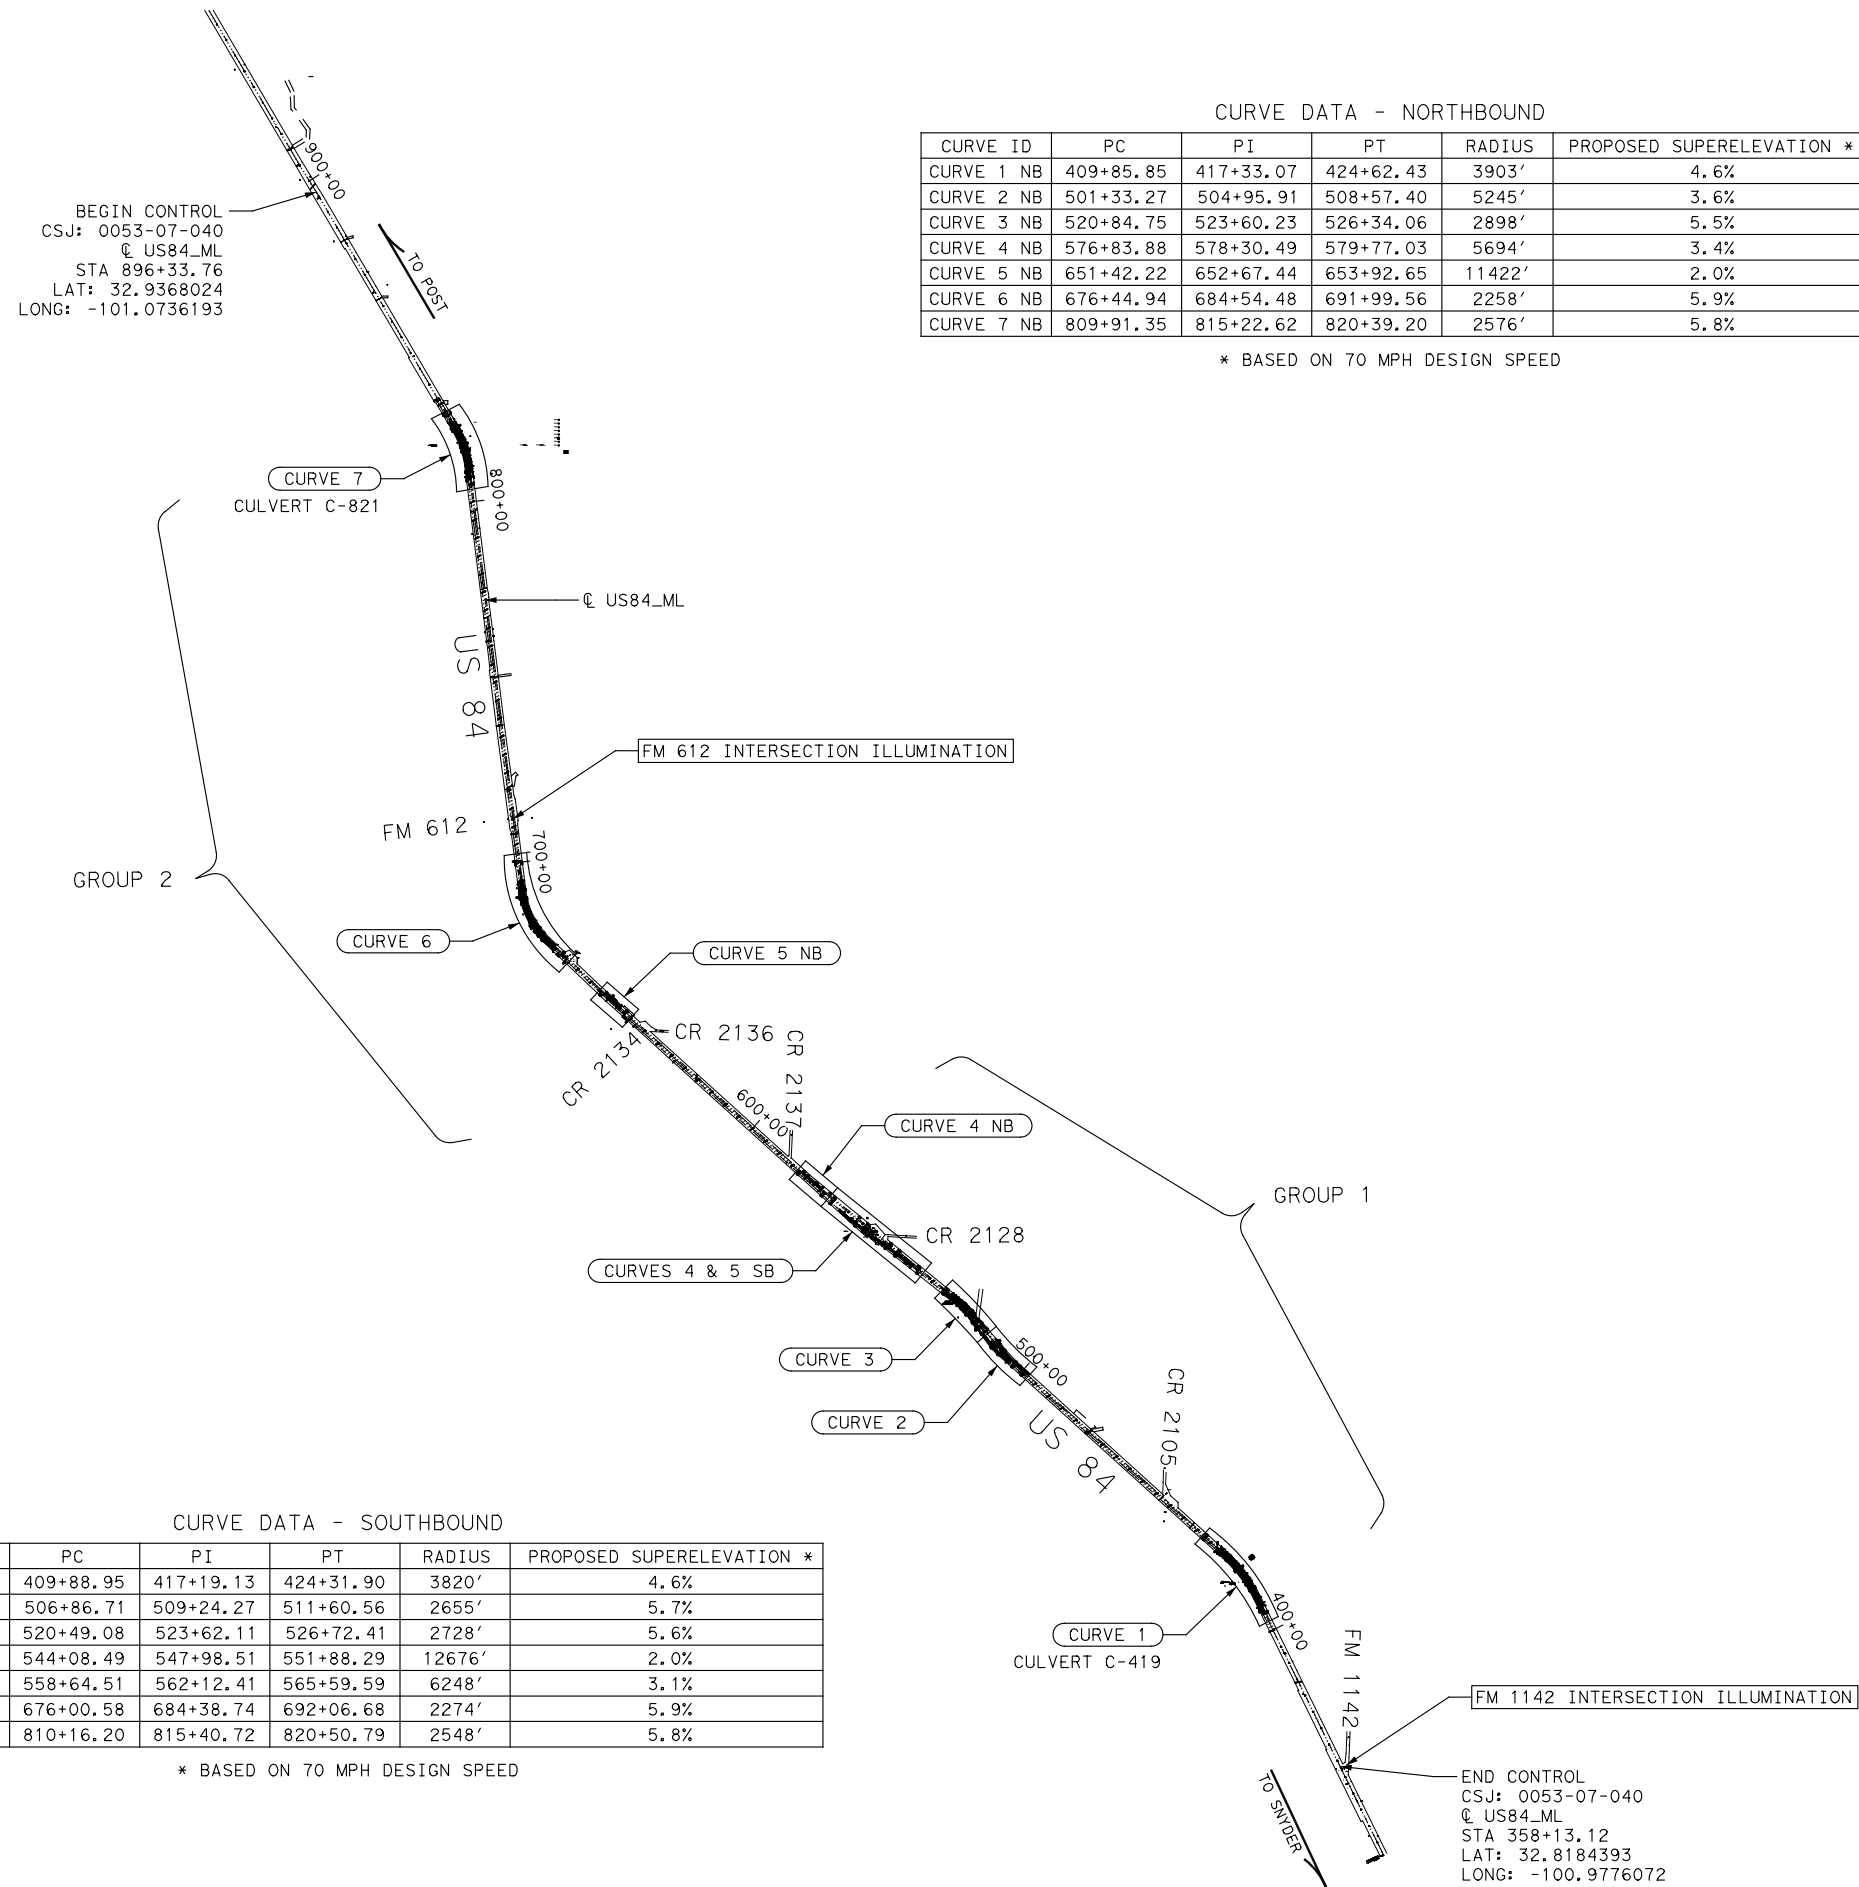 CURVE DATA - NORTHBOUND
CURVE ID PC PI PT RADIUS PROPOSED SUPERELEVATION *
CURVE 1 NB 409+85.85 417+33.07 424+62.43 3903' 4.6%
CURVE 2 NB 501+33.27 504+95.91 508+57.40 5245' 3.6%
CURVE 3 NB 520+84.75 523+60.23 526+34.06 2898' 5.5%
CURVE 4 NB 576+83.88 578+30.49 579+77.03 5694' 3.4%
CURVE 5 NB 651+42.22 652+67.44 653+92.65 11422' 2.0%
CURVE 6 NB 676+44.94 684+54.48 691+99.56 2258' 5.9%
CURVE 7 NB 809+91.35 815+22.62 820+39.20 2576' 5.8%
* BASED ON 70 MPH DESIGN SPEED
900+00
BEGIN CONTROL
CSJ: 0053-07-040
℄ US84_ML
STA 896+33.76
LAT: 32.9368024
LONG: -101.0736193
TO POST
CURVE 7
CULVERT C-821
800+00
℄ US84_ML
US 84
FM 612 INTERSECTION ILLUMINATION
FM 612
700+00
GROUP 2
CURVE 6
CURVE 5 NB
CR 2136
CR 2134
CR 2137
600+00
CURVE 4 NB
GROUP 1
CR 2128
CURVES 4 & 5 SB
CURVE 3
500+00
CURVE 2
US 84
CR 2105
400+00
CURVE 1
CULVERT C-419
FM 1142
FM 1142 INTERSECTION ILLUMINATION
END CONTROL
CSJ: 0053-07-040
℄ US84_ML
STA 358+13.12
LAT: 32.8184393
LONG: -100.9776072
TO SNYDER
CURVE DATA - SOUTHBOUND
PC PI PT RADIUS PROPOSED SUPERELEVATION *
409+88.95 417+19.13 424+31.90 3820' 4.6%
506+86.71 509+24.27 511+60.56 2655' 5.7%
520+49.08 523+62.11 526+72.41 2728' 5.6%
544+08.49 547+98.51 551+88.29 12676' 2.0%
558+64.51 562+12.41 565+59.59 6248' 3.1%
676+00.58 684+38.74 692+06.68 2274' 5.9%
810+16.20 815+40.72 820+50.79 2548' 5.8%
* BASED ON 70 MPH DESIGN SPEED